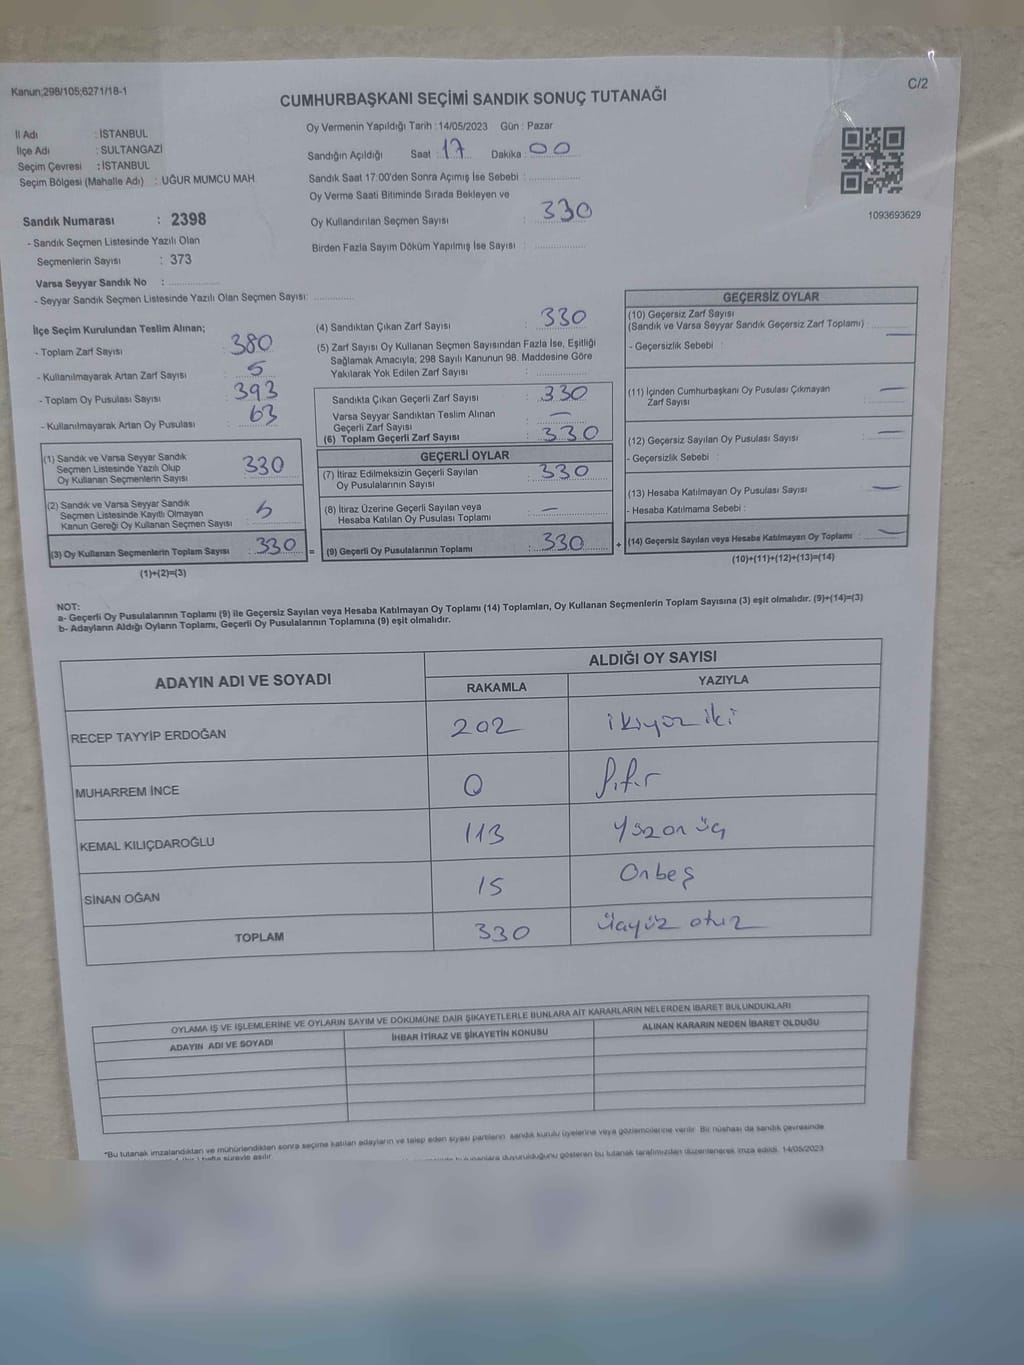 Kanun;298/105;6271/18-1
C/2
CUMHURBAŞKANI SEÇİMİ SANDIK SONUÇ TUTANAĞI
İl Adı : İSTANBUL
İlçe Adı : SULTANGAZİ
Seçim Çevresi : İSTANBUL
Seçim Bölgesi (Mahalle Adı) : UĞUR MUMCU MAH
Sandık Numarası : 2398
- Sandık Seçmen Listesinde Yazılı Olan
Seçmenlerin Sayısı : 373
Varsa Seyyar Sandık No :
- Seyyar Sandık Seçmen Listesinde Yazılı Olan Seçmen Sayısı:
Oy Vermenin Yapıldığı Tarih : 14/05/2023 Gün : Pazar
Sandığın Açıldığı Saat : 17 Dakika : 00
Sandık Saat 17:00'den Sonra Açımış İse Sebebi :
Oy Verme Saati Bitiminde Sırada Bekleyen ve
Oy Kullandırılan Seçmen Sayısı : 330
Birden Fazla Sayım Döküm Yapılmış İse Sayısı :
1093693629
İlçe Seçim Kurulundan Teslim Alınan;
- Toplam Zarf Sayısı : 380
- Kullanılmayarak Artan Zarf Sayısı : 5
- Toplam Oy Pusulası Sayısı : 393
- Kullanılmayarak Artan Oy Pusulası : 63
(1) Sandık ve Varsa Seyyar Sandık
Seçmen Listesinde Yazılı Olup
Oy Kullanan Seçmenlerin Sayısı : 330
(2) Sandık ve Varsa Seyyar Sandık
Seçmen Listesinde Kayıtlı Olmayan
Kanun Gereği Oy Kullanan Seçmen Sayısı : 5
(3) Oy Kullanan Seçmenlerin Toplam Sayısı : 330
(1)+(2)=(3)
(4) Sandıktan Çıkan Zarf Sayısı : 330
(5) Zarf Sayısı Oy Kullanan Seçmen Sayısından Fazla İse, Eşitliği
Sağlamak Amacıyla; 298 Sayılı Kanunun 98. Maddesine Göre
Yakılarak Yok Edilen Zarf Sayısı :
Sandıkta Çıkan Geçerli Zarf Sayısı : 330
Varsa Seyyar Sandıktan Teslim Alınan
Geçerli Zarf Sayısı : —
(6) Toplam Geçerli Zarf Sayısı : 330
GEÇERLİ OYLAR
(7) İtiraz Edilmeksizin Geçerli Sayılan
Oy Pusulalarının Sayısı : 330
(8) İtiraz Üzerine Geçerli Sayılan veya
Hesaba Katılan Oy Pusulası Toplamı : —
= (9) Geçerli Oy Pusulalarının Toplamı : 330
GEÇERSİZ OYLAR
(10) Geçersiz Zarf Sayısı
(Sandık ve Varsa Seyyar Sandık Geçersiz Zarf Toplamı) : —
- Geçersizlik Sebebi :
(11) İçinden Cumhurbaşkanı Oy Pusulası Çıkmayan
Zarf Sayısı : —
(12) Geçersiz Sayılan Oy Pusulası Sayısı : —
- Geçersizlik Sebebi :
(13) Hesaba Katılmayan Oy Pusulası Sayısı : —
- Hesaba Katılmama Sebebi :
+ (14) Geçersiz Sayılan veya Hesaba Katılmayan Oy Toplamı : —
(10)+(11)+(12)+(13)=(14)
NOT:
a- Geçerli Oy Pusulalarının Toplamı (9) ile Geçersiz Sayılan veya Hesaba Katılmayan Oy Toplamı (14) Toplamları, Oy Kullanan Seçmenlerin Toplam Sayısına (3) eşit olmalıdır. (9)+(14)=(3)
b- Adayların Aldığı Oyların Toplamı, Geçerli Oy Pusulalarının Toplamına (9) eşit olmalıdır.
ADAYIN ADI VE SOYADI
ALDIĞI OY SAYISI
RAKAMLA YAZIYLA
RECEP TAYYİP ERDOĞAN 202 ikiyüz iki
MUHARREM İNCE 0 sıfır
KEMAL KILIÇDAROĞLU 113 yüzonüç
SİNAN OĞAN 15 Onbeş
TOPLAM 330 üçyüz otuz
OYLAMA İŞ VE İŞLEMLERİNE VE OYLARIN SAYIM VE DÖKÜMÜNE DAİR ŞİKAYETLERLE BUNLARA AİT KARARLARIN NELERDEN İBARET BULUNDUKLARI
ADAYIN ADI VE SOYADI İHBAR İTİRAZ VE ŞİKAYETİN KONUSU ALINAN KARARIN NEDEN İBARET OLDUĞU
*Bu tutanak imzalandıktan ve mühürlendikten sonra seçime katılan adayların ve talep eden siyasi partilerin sandık kurulu üyelerine veya gözlemcilerine verilir. Bir nüshası da sandık çevresinde
hafta süreyle asılır. duyurulduğunu gösteren bu tutanak tarafımızdan düzenlenerek imza edildi. 14/05/2023